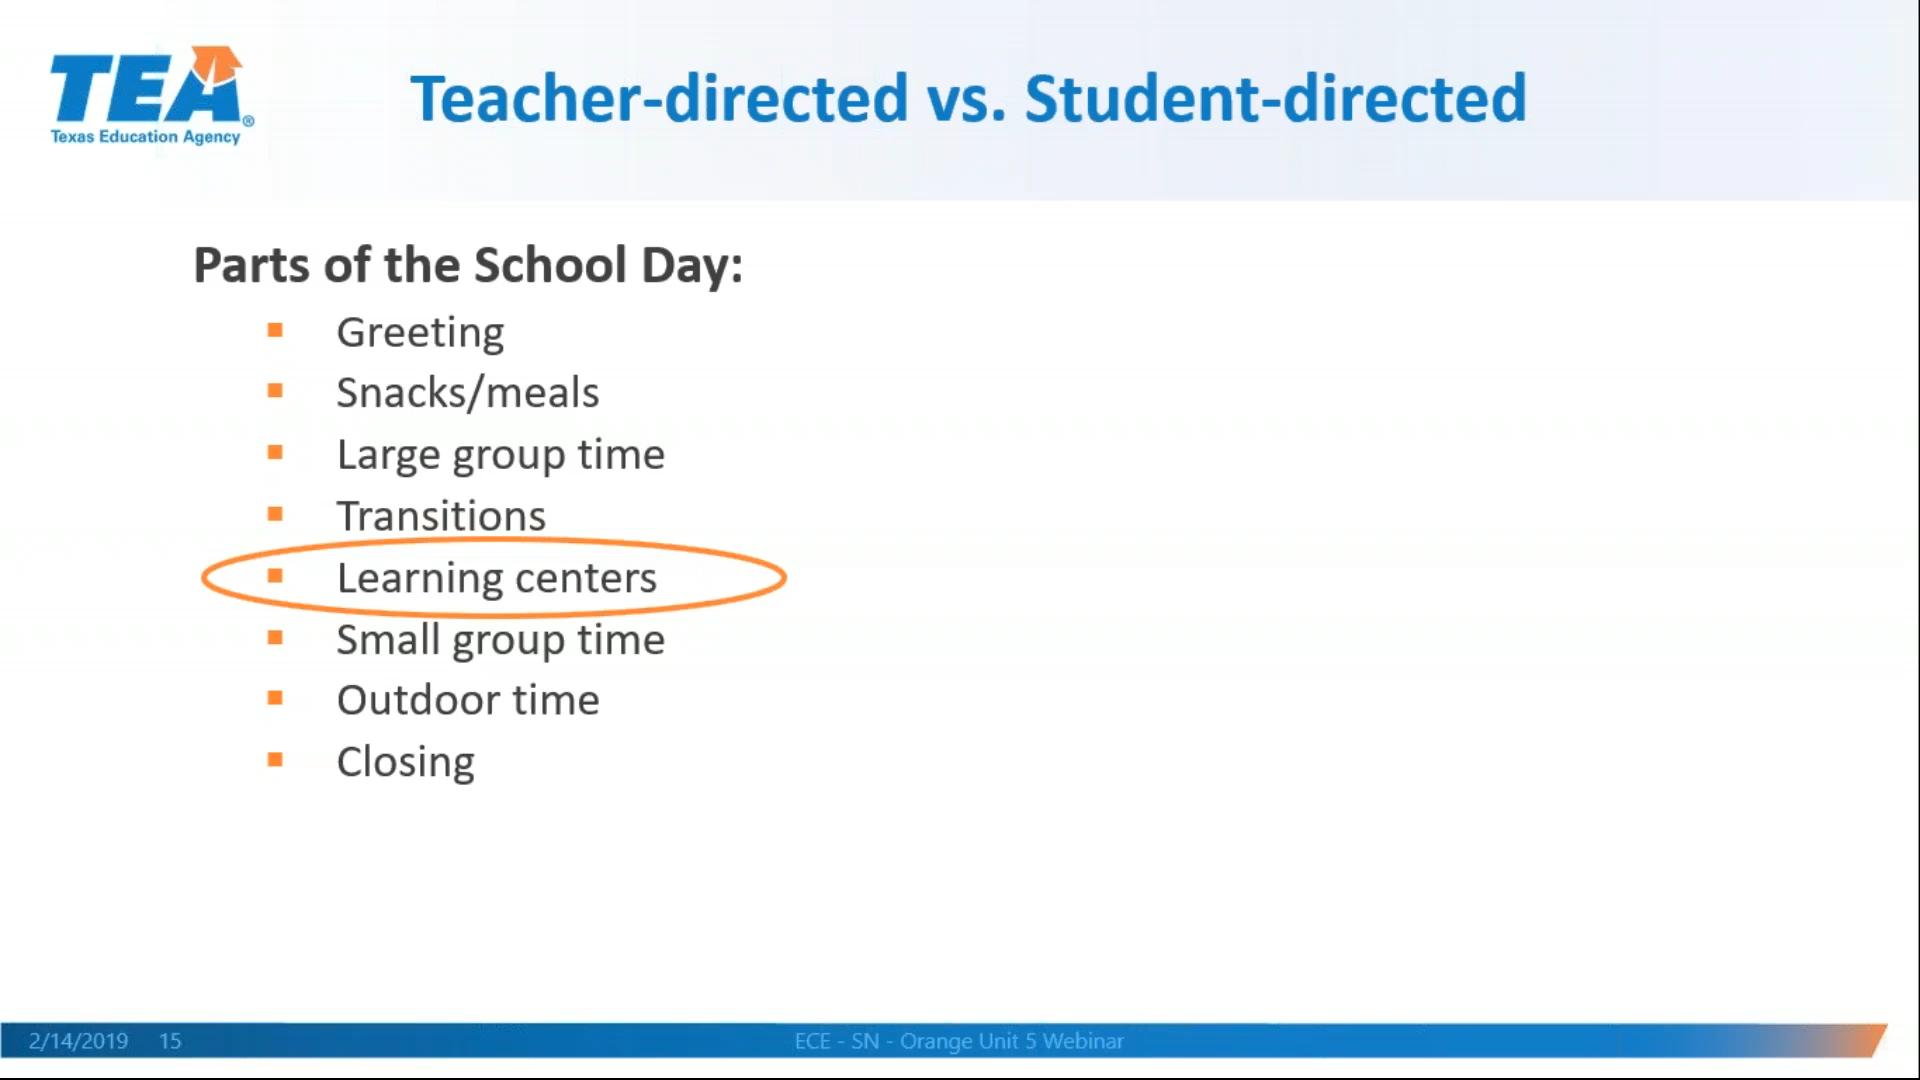 TEA®
Texas Education Agency
Teacher-directed vs. Student-directed
Parts of the School Day:
Greeting
Snacks/meals
Large group time
Transitions
Learning centers
Small group time
Outdoor time
Closing
2/14/2019 15 ECE - SN - Orange Unit 5 Webinar